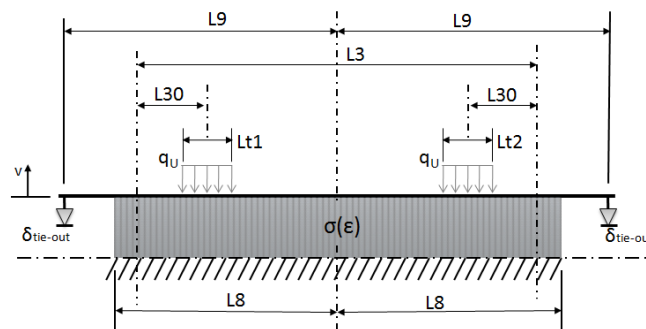 L9 L9
L3
L30 L30
Lt1 Lt2
qU qU
v
σ(ε)
δtie-out δtie-ou
L8 L8